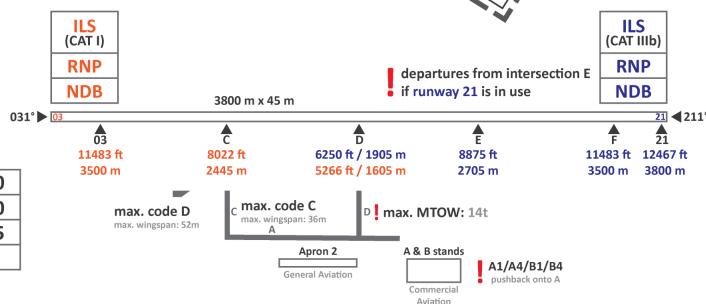 ILS
(CAT I)
RNP
NDB
ILS
(CAT IIIb)
RNP
NDB
! departures from intersection E
if runway 21 is in use
3800 m x 45 m
031°
03
21
211°
03
C
D
E
F
21
11483 ft
3500 m
8022 ft
2445 m
6250 ft / 1905 m
5266 ft / 1605 m
8875 ft
2705 m
11483 ft
3500 m
12467 ft
3800 m
0
0
5
max. code D
max. wingspan: 52m
C
max. code C
max. wingspan: 36m
A
D
! max. MTOW: 14t
Apron 2
General Aviation
A & B stands
Commercial
Aviation
! A1/A4/B1/B4
pushback onto A